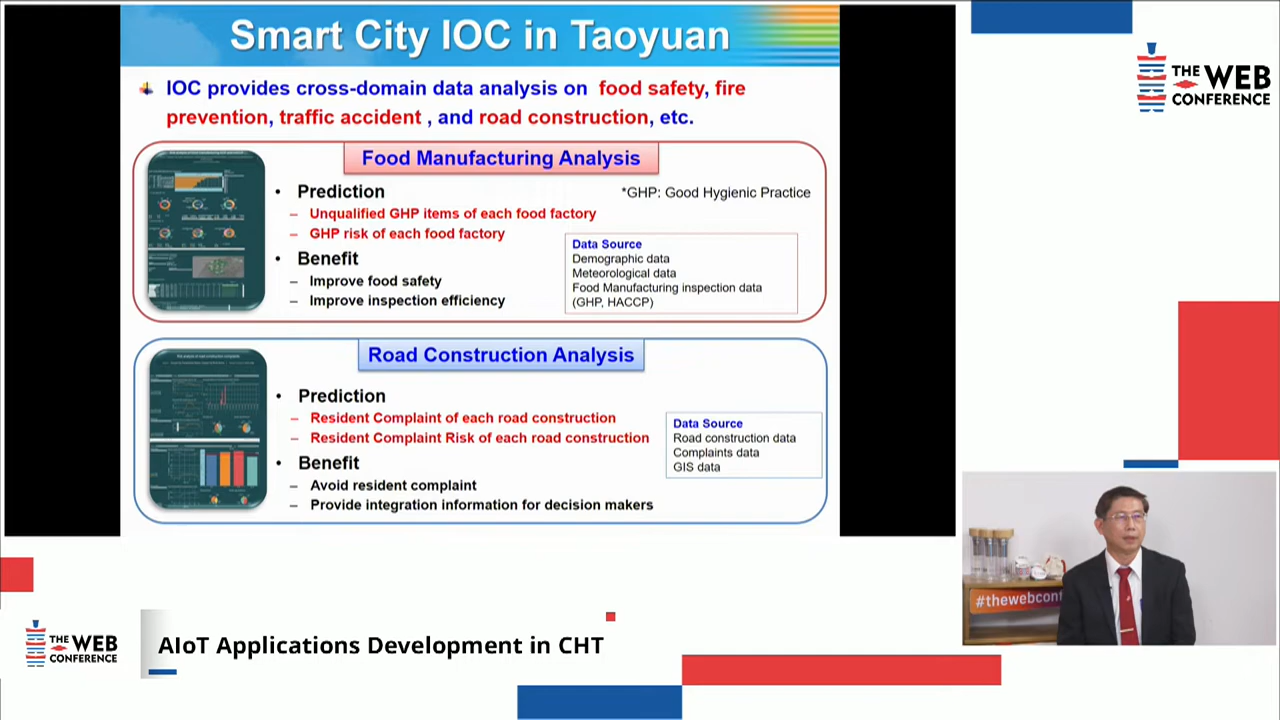 Smart City IOC in Taoyuan
IOC provides cross-domain data analysis on food safety, fire
prevention, traffic accident , and road construction, etc.
Food Manufacturing Analysis
• Prediction
*GHP: Good Hygienic Practice
– Unqualified GHP items of each food factory
– GHP risk of each food factory
• Benefit
– Improve food safety
– Improve inspection efficiency
Data Source
Demographic data
Meteorological data
Food Manufacturing inspection data
(GHP, HACCP)
Road Construction Analysis
• Prediction
– Resident Complaint of each road construction
– Resident Complaint Risk of each road construction
• Benefit
– Avoid resident complaint
– Provide integration information for decision makers
Data Source
Road construction data
Complaints data
GIS data
THE WEB
CONFERENCE
#thewebconf
THE WEB
CONFERENCE
AIoT Applications Development in CHT